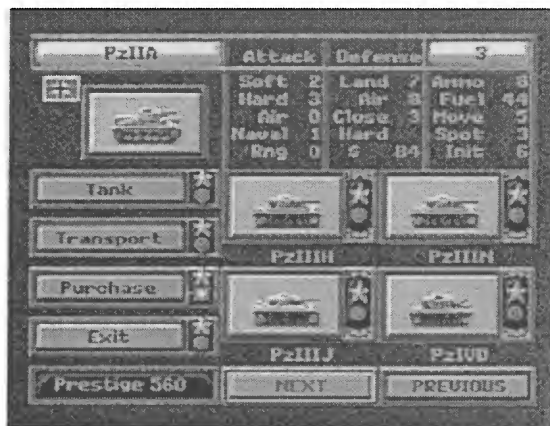 PzIIA Attack Defense 3
Soft 2 Land 7 Ammo 8
Hard 3 Air 8 Fuel 44
Air 0 Close 3 Move 5
Naval 1 Hard Spot 3
Rng 0 $ 84 Init 6
Tank
Transport
PzIIIH PzIIIN
Purchase
Exit
PzIIIJ PzIVD
Prestige 560 NEXT PREVIOUS